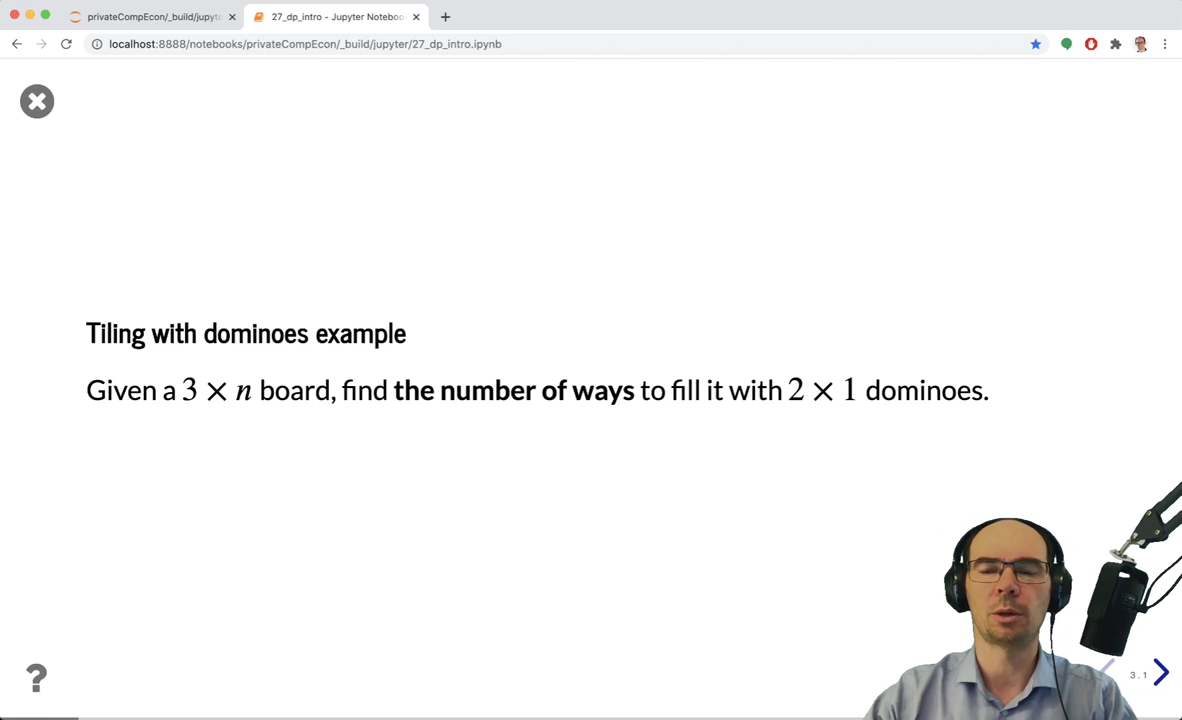 privateCompEcon/_build/jupyte
27_dp_intro - Jupyter Noteboo
localhost:8888/notebooks/privateCompEcon/_build/jupyter/27_dp_intro.ipynb
Tiling with dominoes example
Given a 3 × n board, find the number of ways to fill it with 2 × 1 dominoes.
?
3.1